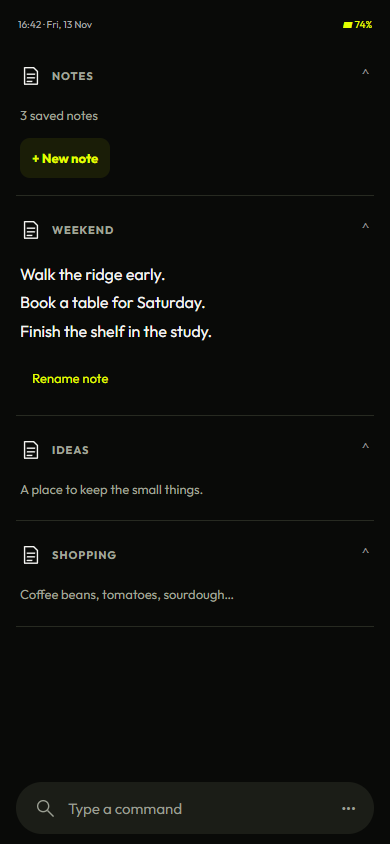 16:42 · Fri, 13 Nov
74%
NOTES
3 saved notes
+ New note
WEEKEND
Walk the ridge early.
Book a table for Saturday.
Finish the shelf in the study.
Rename note
IDEAS
A place to keep the small things.
SHOPPING
Coffee beans, tomatoes, sourdough…
Type a command